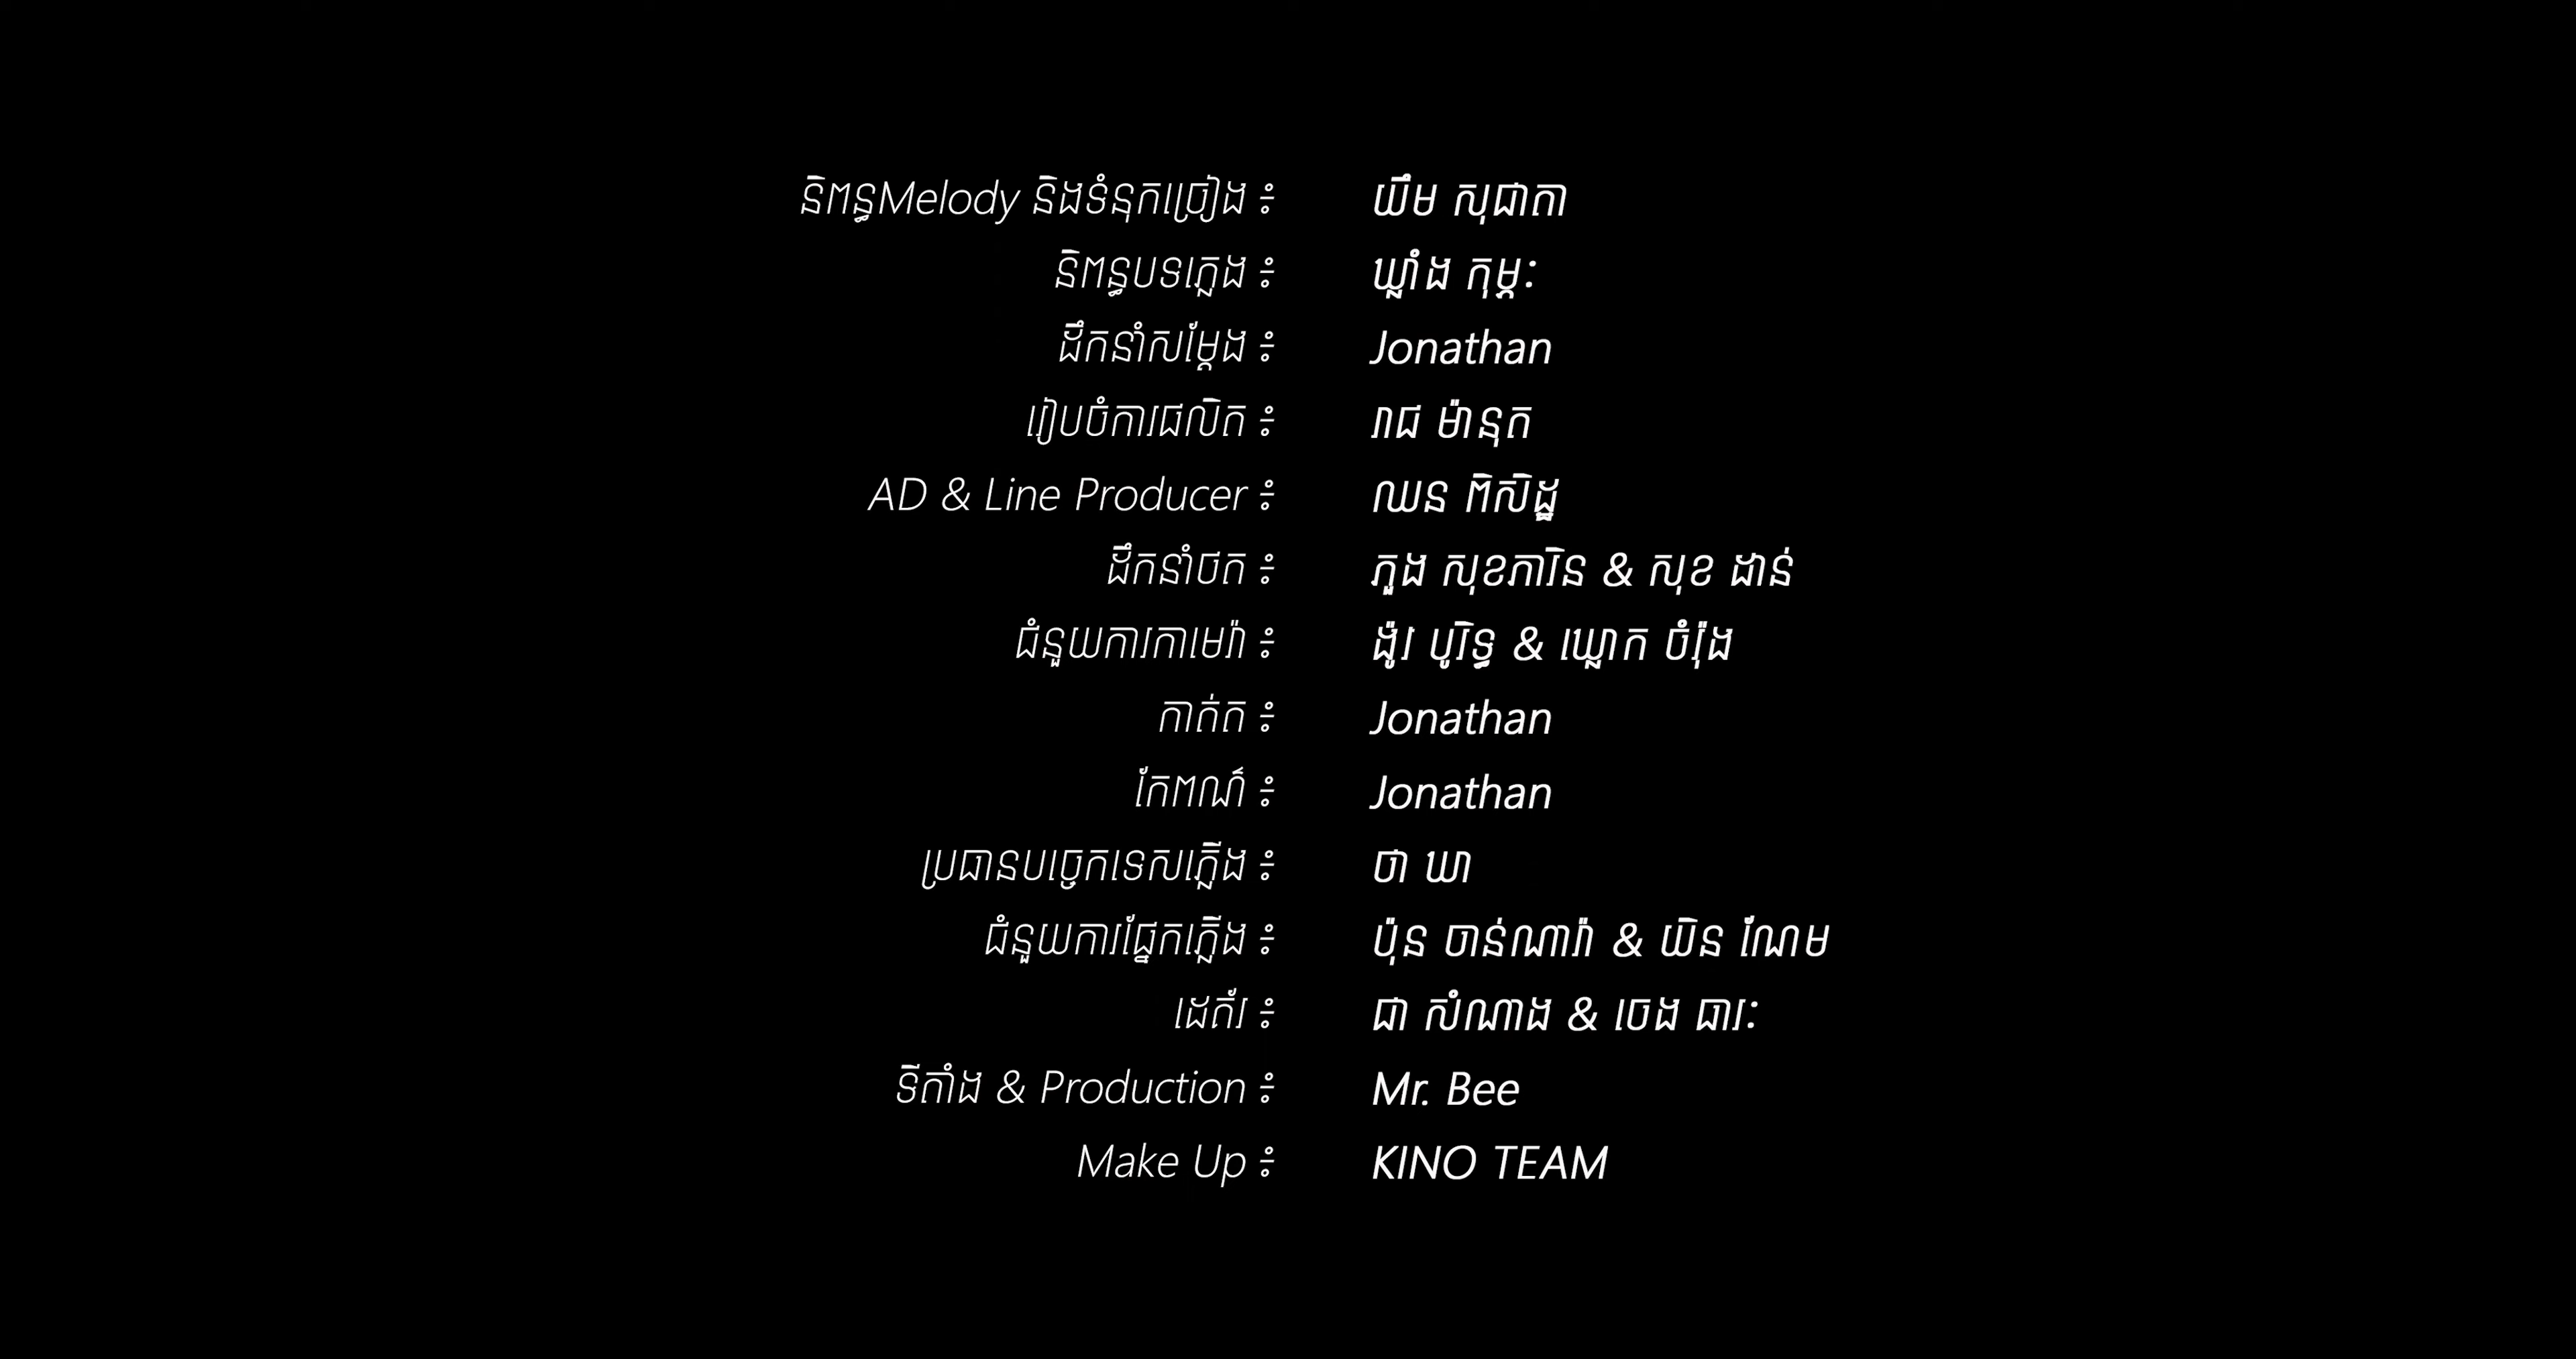 និពន្ធMelody និងទំនុកច្រៀង ៖ យឹម សុជាតា
និពន្ធបទភ្លេង ៖ ឃ្លាំង កុម្ភៈ
ដឹកនាំសម្ដែង ៖ Jonathan
រៀបចំការផលិត ៖ រាជ ម៉ានុត
AD & Line Producer ៖ ឈន ពិសិដ្ឋ
ដឹកនាំថត ៖ ភួង សុខភារិន & សុខ ដាន់
ជំនួយការកាមេរ៉ា ៖ ង៉ូវ បូរិទ្ធ & ឃ្លោក ចំរ៉ុង
កាត់ត ៖ Jonathan
កែពណ៌ ៖ Jonathan
ប្រធានបច្ចេកទេសភ្លើង ៖ ថា ឃា
ជំនួយការផ្នែកភ្លើង ៖ ប៉ុន ចាន់ណារ៉ា & យិន ណែម
ដេត័រ ៖ ជា សំណាង & ចេង ធារៈ
ទីតាំង & Production ៖ Mr. Bee
Make Up ៖ KINO TEAM